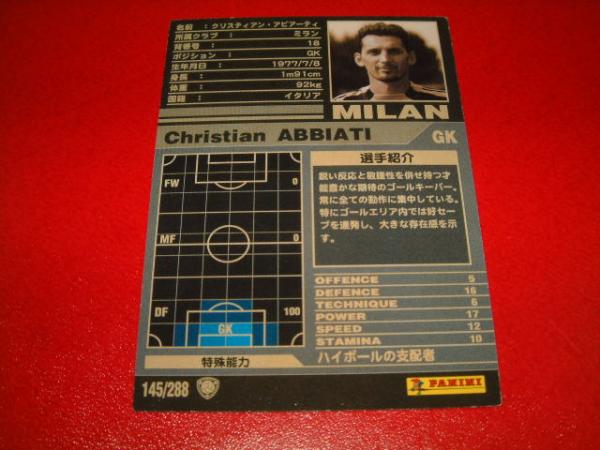 名前 : クリスティアン・アビアーティ
所属クラブ : ミラン
背番号 : 18
ポジション : GK
生年月日 : 1977/7/8
身長 : 1m91cm
体重 : 92kg
国籍 : イタリア
MILAN
Christian ABBIATI GK
FW 0
MF 0
DF 100
GK
選手紹介
鋭い反応と敏捷性を併せ持つ才
能豊かな期待のゴールキーパー。
常に全ての動作に集中している。
特にゴールエリア内では好セー
ブを連発し、大きな存在感を示
す。
OFFENCE 5
DEFENCE 16
TECHNIQUE 6
POWER 17
SPEED 12
STAMINA 10
特殊能力 ハイボールの支配者
145/288
PANINI